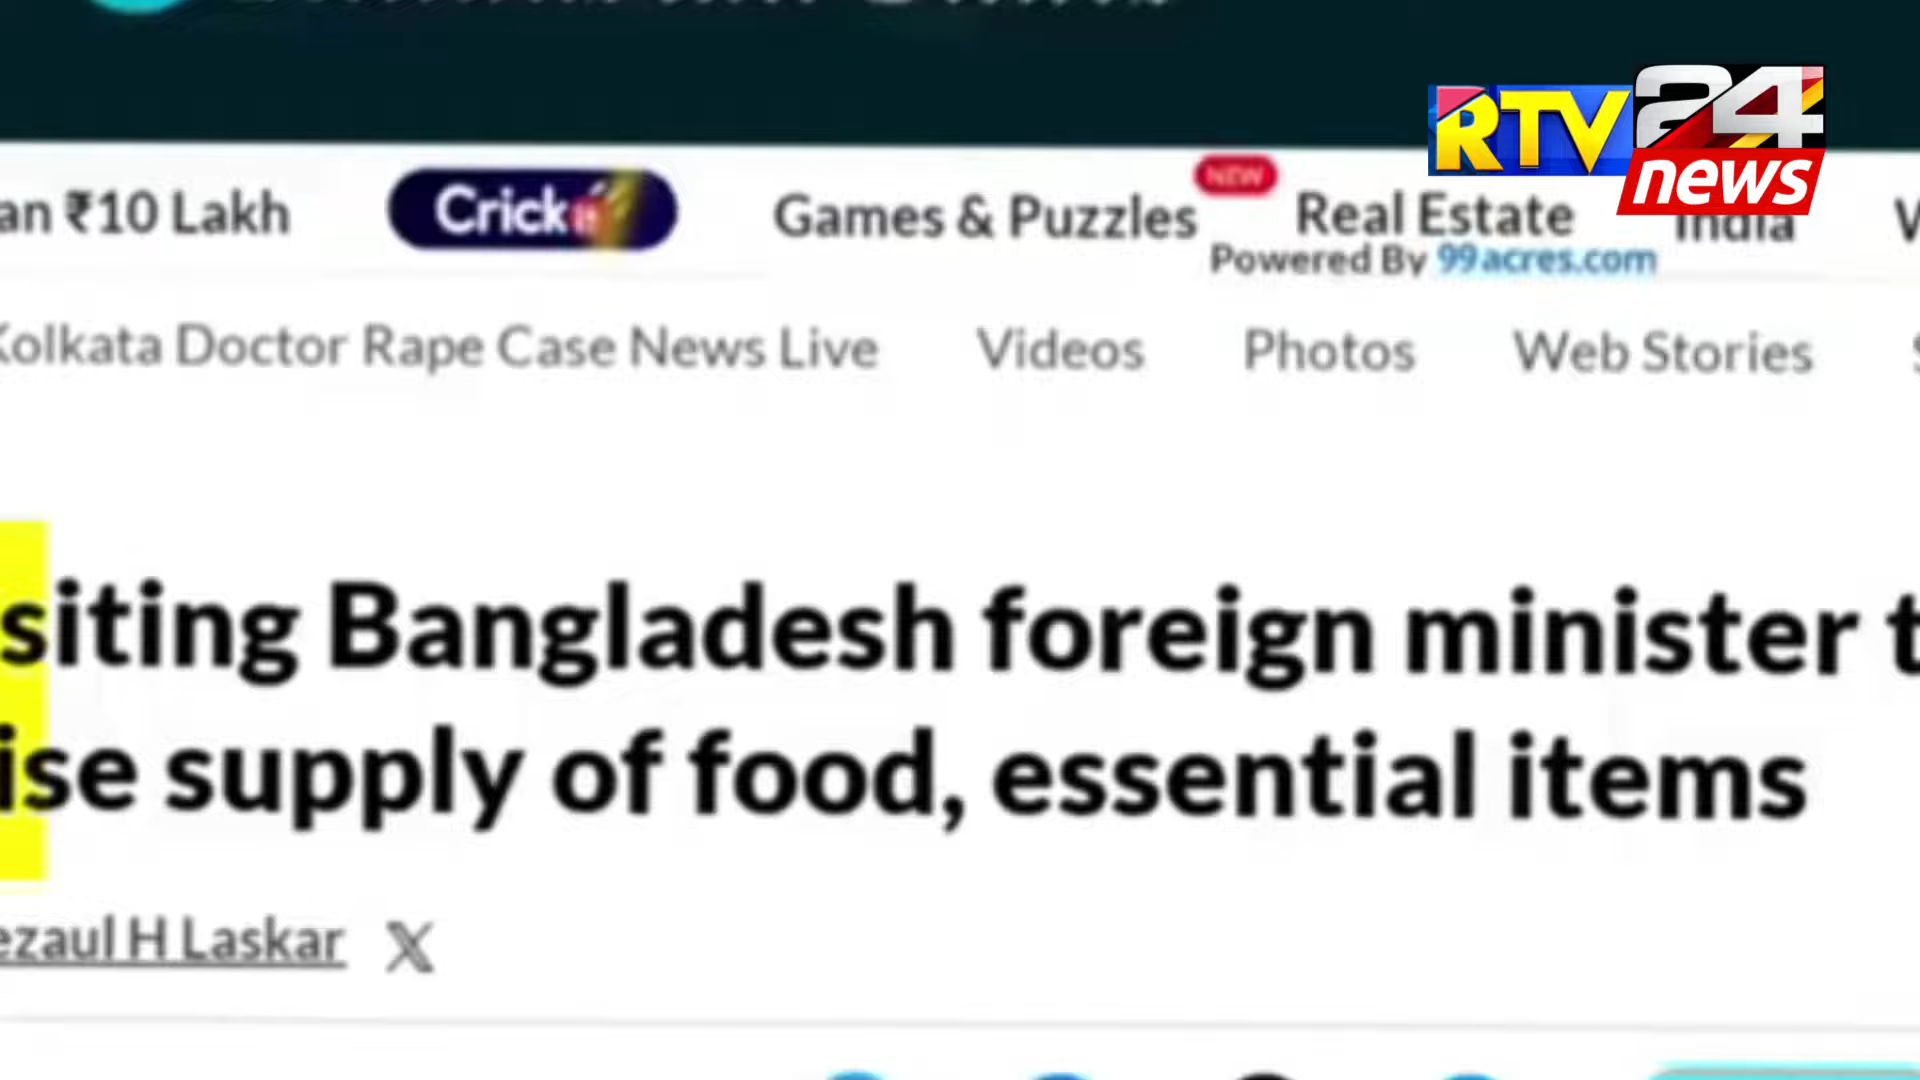 RTV 24
news
an ₹10 Lakh Crickit Games & Puzzles NEW Real Estate India
Powered By 99acres.com
Kolkata Doctor Rape Case News Live Videos Photos Web Stories
siting Bangladesh foreign minister t
ise supply of food, essential items
ezaul H Laskar X